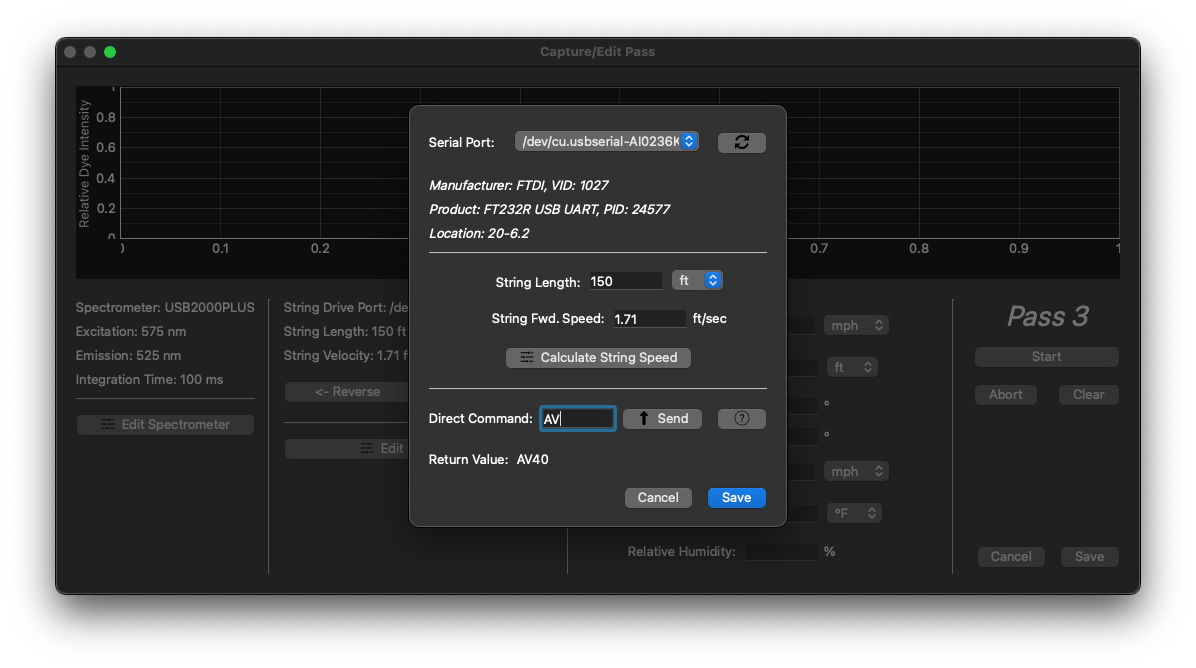 Capture/Edit Pass
Relative Dye Intensity
1
0.8
0.6
0.4
0.2
0
0.1
0.2
0.7
0.8
0.9
1
Serial Port: /dev/cu.usbserial-AI0236K
Manufacturer: FTDI, VID: 1027
Product: FT232R USB UART, PID: 24577
Location: 20-6.2
String Length: 150 ft
String Fwd. Speed: 1.71 ft/sec
Calculate String Speed
Direct Command: AV Send ?
Return Value: AV40
Cancel Save
Spectrometer: USB2000PLUS
Excitation: 575 nm
Emission: 525 nm
Integration Time: 100 ms
Edit Spectrometer
String Drive Port: /de
String Length: 150 ft
String Velocity: 1.71 f
<- Reverse
Edit
mph
ft
°
°
mph
°F
Relative Humidity: %
Pass 3
Start
Abort Clear
Cancel Save